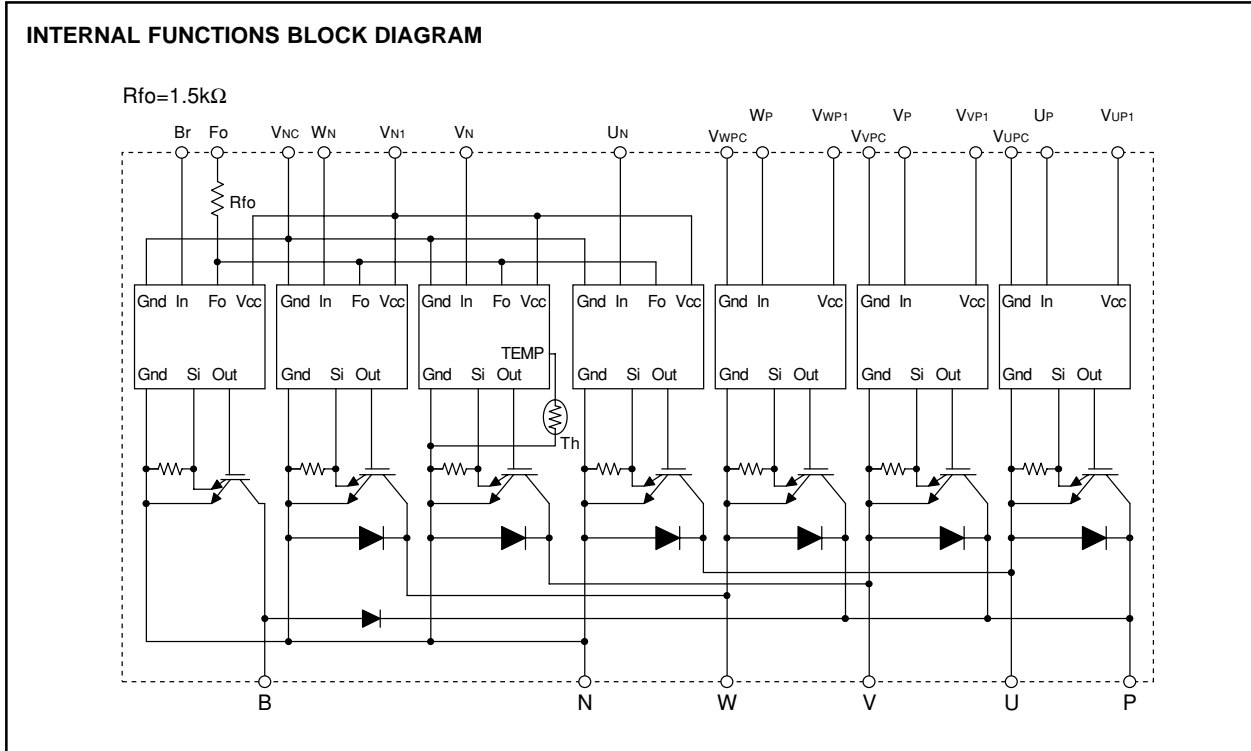 INTERNAL FUNCTIONS BLOCK DIAGRAM
Rfo=1.5kΩ
Br Fo VNC WN VN1 VN UN VWPC WP VWP1 VVPC VP VVP1 VUPC UP VUP1
Rfo
Gnd In Fo Vcc Gnd In Fo Vcc Gnd In Fo Vcc Gnd In Fo Vcc Gnd In Vcc Gnd In Vcc Gnd In Vcc
TEMP
Gnd Si Out Gnd Si Out Gnd Si Out Gnd Si Out Gnd Si Out Gnd Si Out Gnd Si Out
Th
B N W V U P